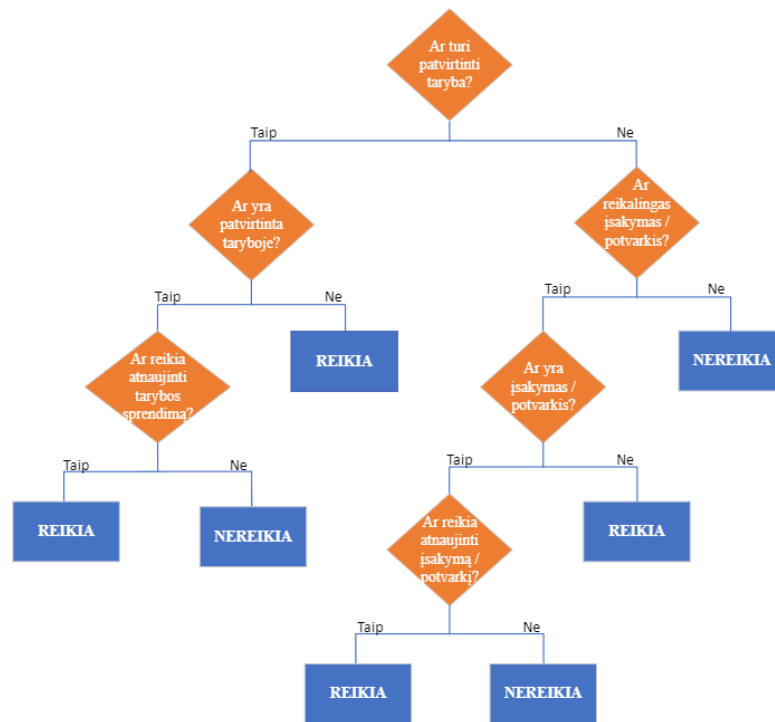 Ar turi
patvirtinti
taryba?
Taip
Ne
Ar yra
patvirtinta
taryboje?
Ar
reikalingas
įsakymas /
potvarkis?
Taip
Ne
Taip
Ne
Ar reikia
atnaujinti
tarybos
sprendimą?
REIKIA
Ar yra
įsakymas /
potvarkis?
NEREIKIA
Taip
Ne
Taip
Ne
REIKIA
NEREIKIA
Ar reikia
atnaujinti
įsakymą /
potvarkį?
REIKIA
Taip
Ne
REIKIA
NEREIKIA